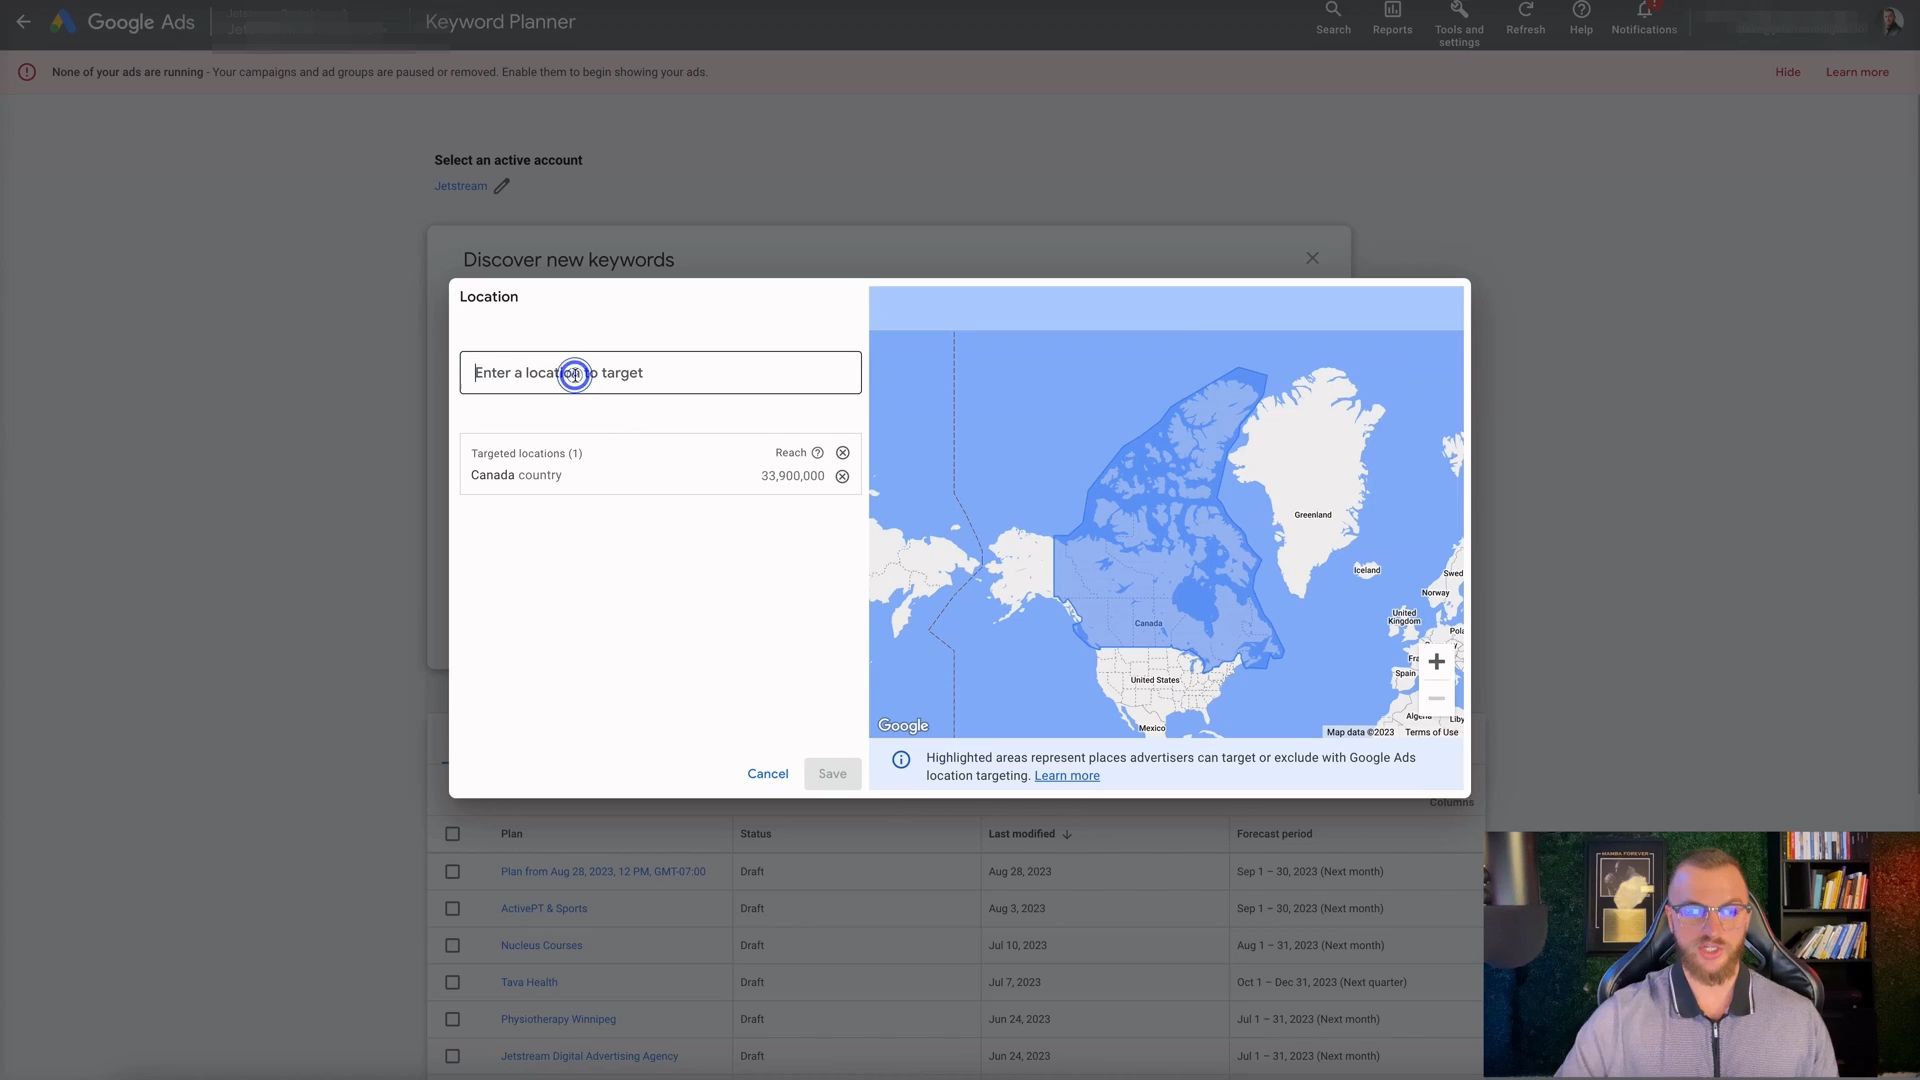 Google Ads
Keyword Planner
Search
Reports
Tools and
settings
Refresh
Help
Notifications
None of your ads are running - Your campaigns and ad groups are paused or removed. Enable them to begin showing your ads.
Hide
Learn more
Select an active account
Jetstream
Discover new keywords
Location
Enter a location to target
Targeted locations (1)
Reach
Canada country
33,900,000
Cancel
Save
Greenland
Iceland
Swed
Norway
United
Kingdom
Pola
Fra
Spain
Algeria
Liby
Canada
United States
Mexico
Google
Map data ©2023
Terms of Use
Highlighted areas represent places advertisers can target or exclude with Google Ads
location targeting. Learn more
Columns
Plan
Status
Last modified
Forecast period
Plan from Aug 28, 2023, 12 PM, GMT-07:00
Draft
Aug 28, 2023
Sep 1 – 30, 2023 (Next month)
ActivePT & Sports
Draft
Aug 3, 2023
Sep 1 – 30, 2023 (Next month)
Nucleus Courses
Draft
Jul 10, 2023
Aug 1 – 31, 2023 (Next month)
Tava Health
Draft
Jul 7, 2023
Oct 1 – Dec 31, 2023 (Next quarter)
Physiotherapy Winnipeg
Draft
Jun 24, 2023
Jul 1 – 31, 2023 (Next month)
Jetstream Digital Advertising Agency
Draft
Jun 24, 2023
Jul 1 – 31, 2023 (Next month)
MAMBA FOREVER